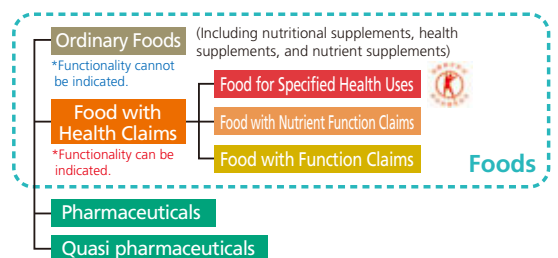 Ordinary Foods
(Including nutritional supplements, health
supplements, and nutrient supplements)
*Functionality cannot
be indicated.
Food with
Health Claims
*Functionality can be
indicated.
Food for Specified Health Uses
Food with Nutrient Function Claims
Food with Function Claims
Foods
Pharmaceuticals
Quasi pharmaceuticals